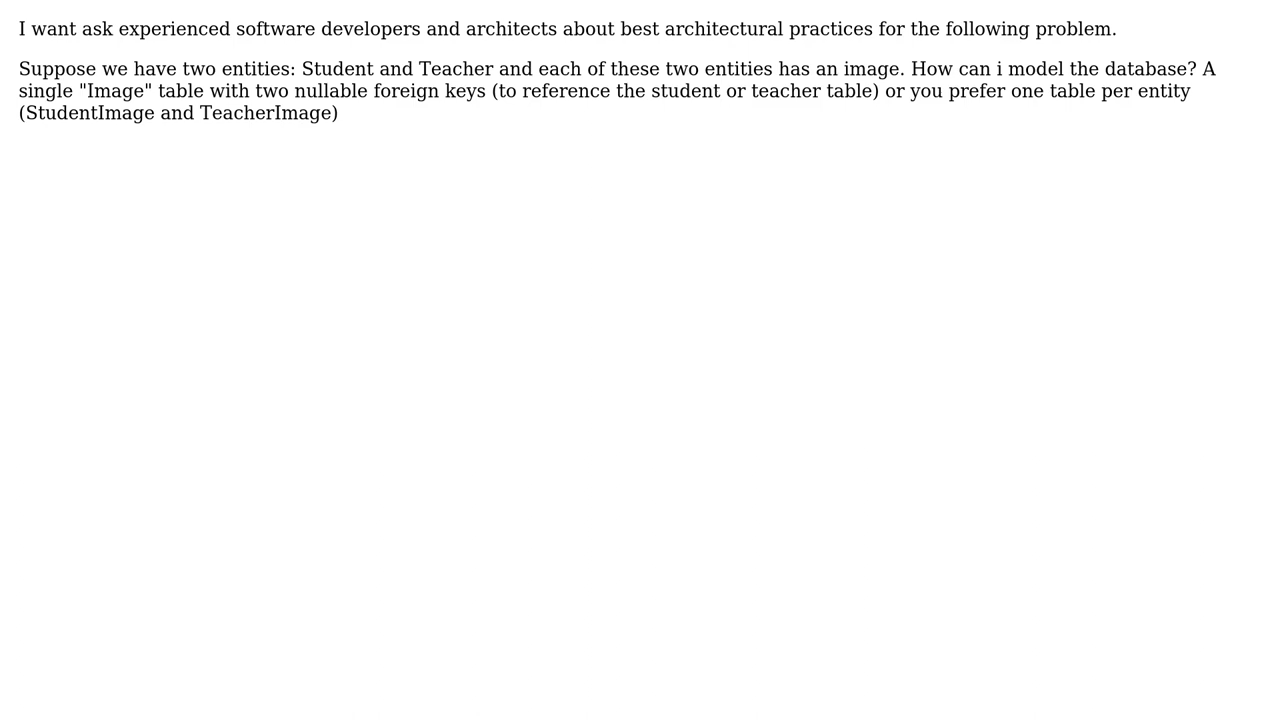 I want ask experienced software developers and architects about best architectural practices for the following problem.
Suppose we have two entities: Student and Teacher and each of these two entities has an image. How can i model the database? A
single "Image" table with two nullable foreign keys (to reference the student or teacher table) or you prefer one table per entity
(StudentImage and TeacherImage)